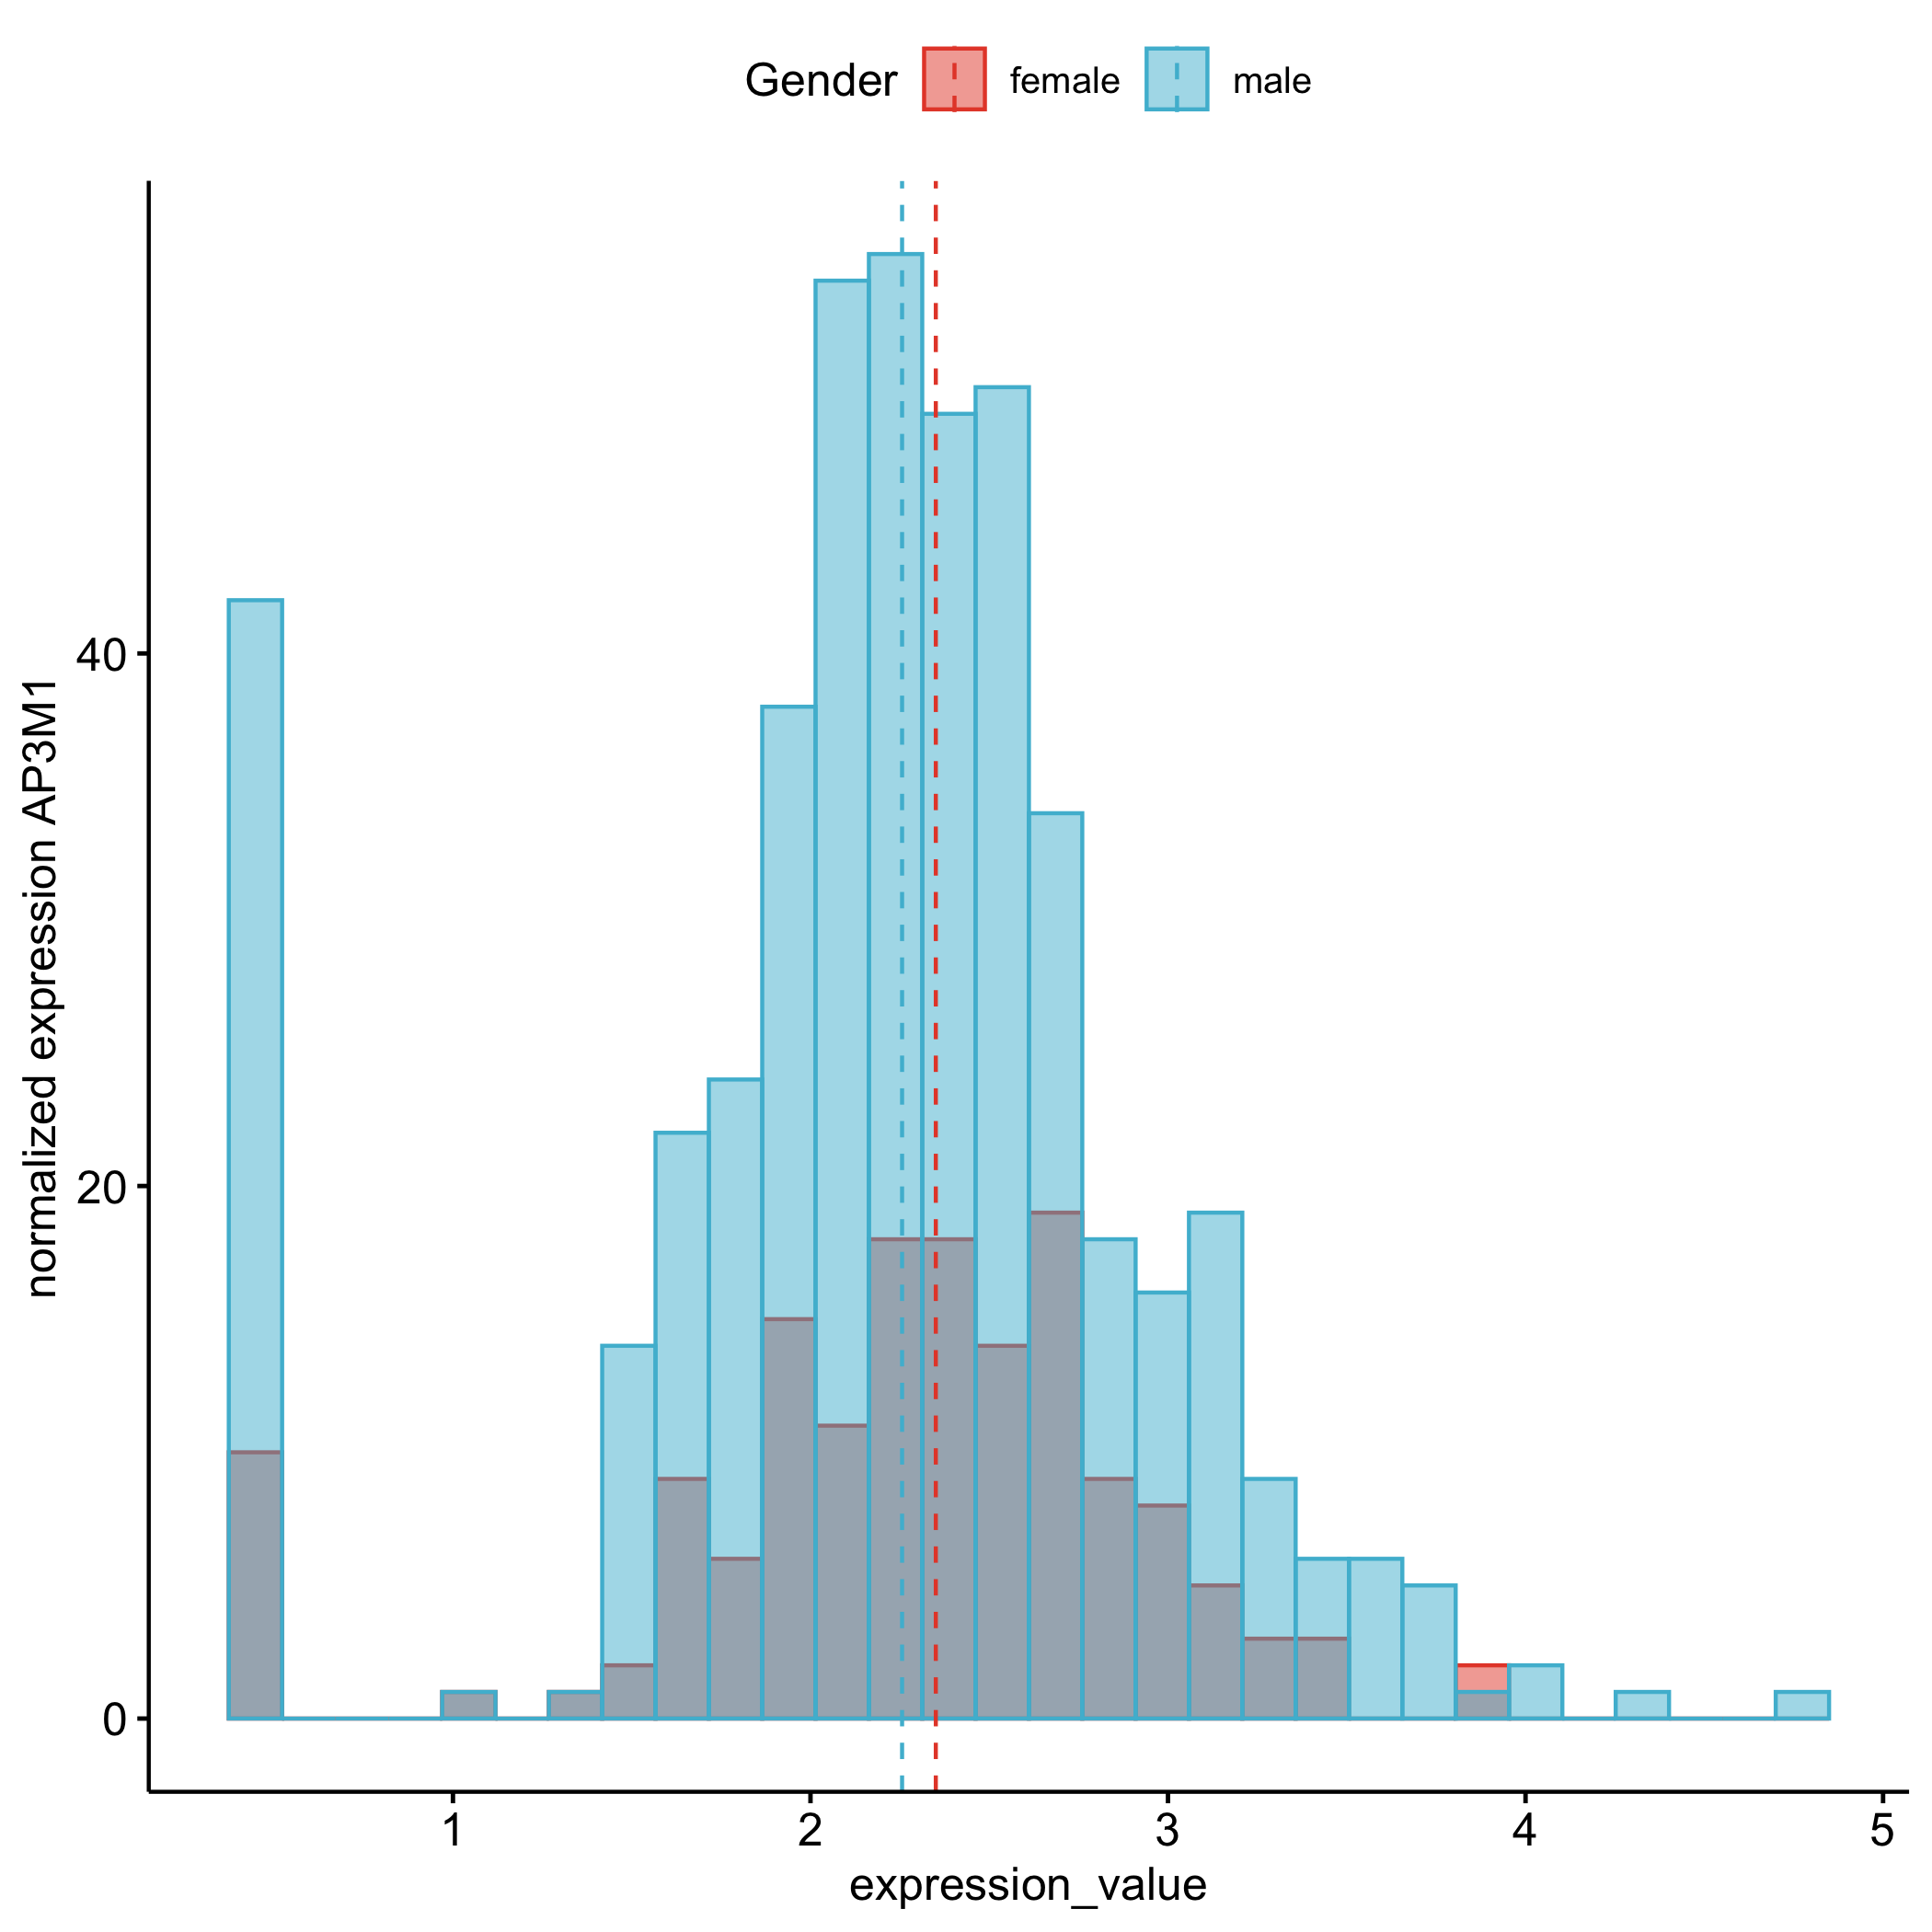 Gender female male
normalized expression AP3M1
40
20
0
1 2 3 4 5
expression_value